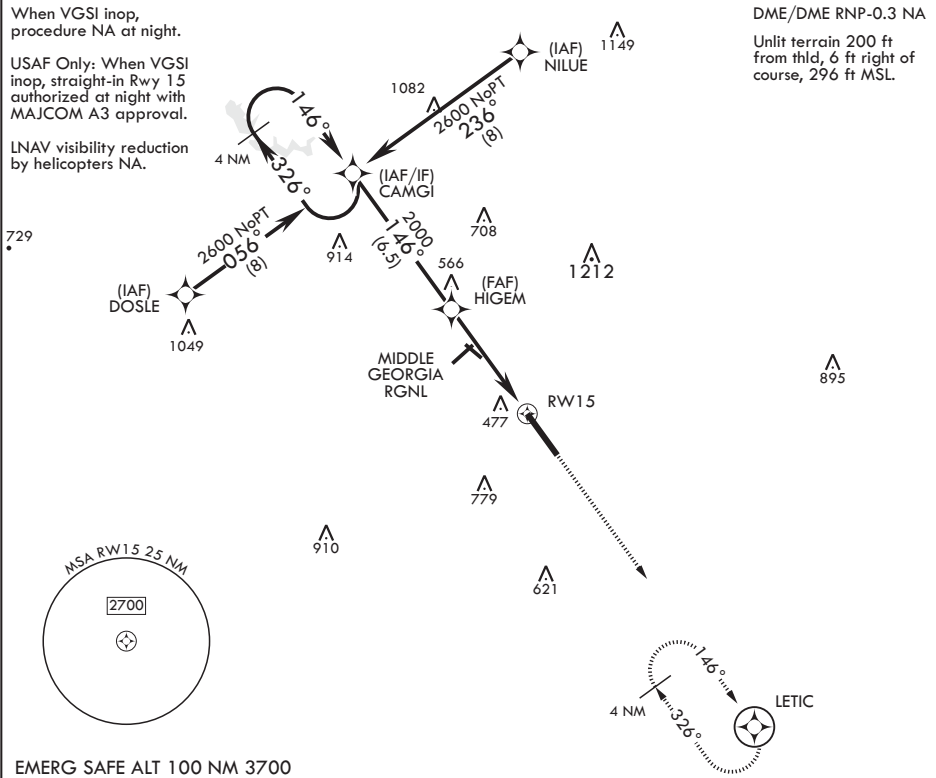 When VGSI inop,
procedure NA at night.
USAF Only: When VGSI
inop, straight-in Rwy 15
authorized at night with
MAJCOM A3 approval.
LNAV visibility reduction
by helicopters NA.
DME/DME RNP-0.3 NA
Unlit terrain 200 ft
from thld, 6 ft right of
course, 296 ft MSL.
1149
(IAF)
NILUE
1082
2600 NoPT
236°
(8)
146°
4 NM
326°
(IAF/IF)
CAMGI
729
2600 NoPT
056°
(8)
914
2000
146°
(6.5)
708
566
1212
(IAF)
DOSLE
1049
(FAF)
HIGEM
MIDDLE
GEORGIA
RGNL
895
477
RW15
779
910
621
MSA RW15 25 NM
2700
146°
4 NM
326°
LETIC
EMERG SAFE ALT 100 NM 3700